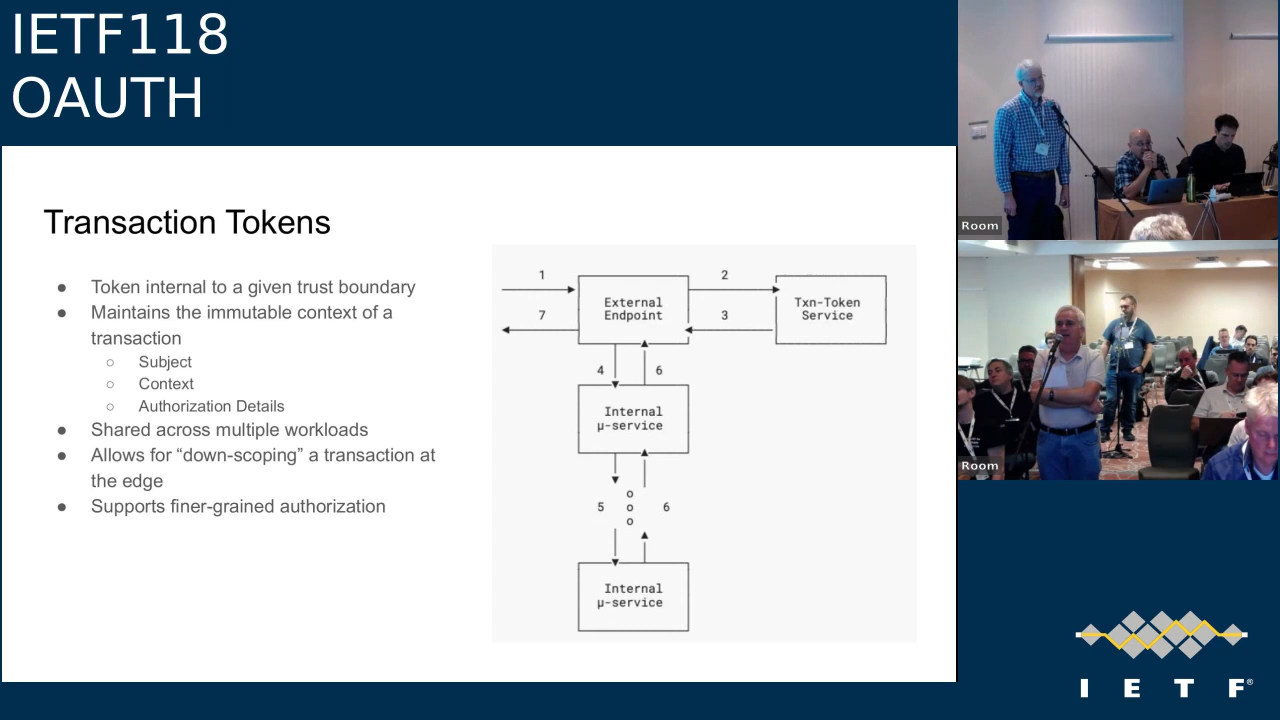 IETF118
OAUTH
Transaction Tokens
● Token internal to a given trust boundary
● Maintains the immutable context of a
transaction
○ Subject
○ Context
○ Authorization Details
● Shared across multiple workloads
● Allows for “down-scoping” a transaction at
the edge
● Supports finer-grained authorization
1
2
External
Endpoint
Txn-Token
Service
7
3
4
6
Internal
μ-service
5
o
o
o
6
Internal
μ-service
Room
Room
I E T F®